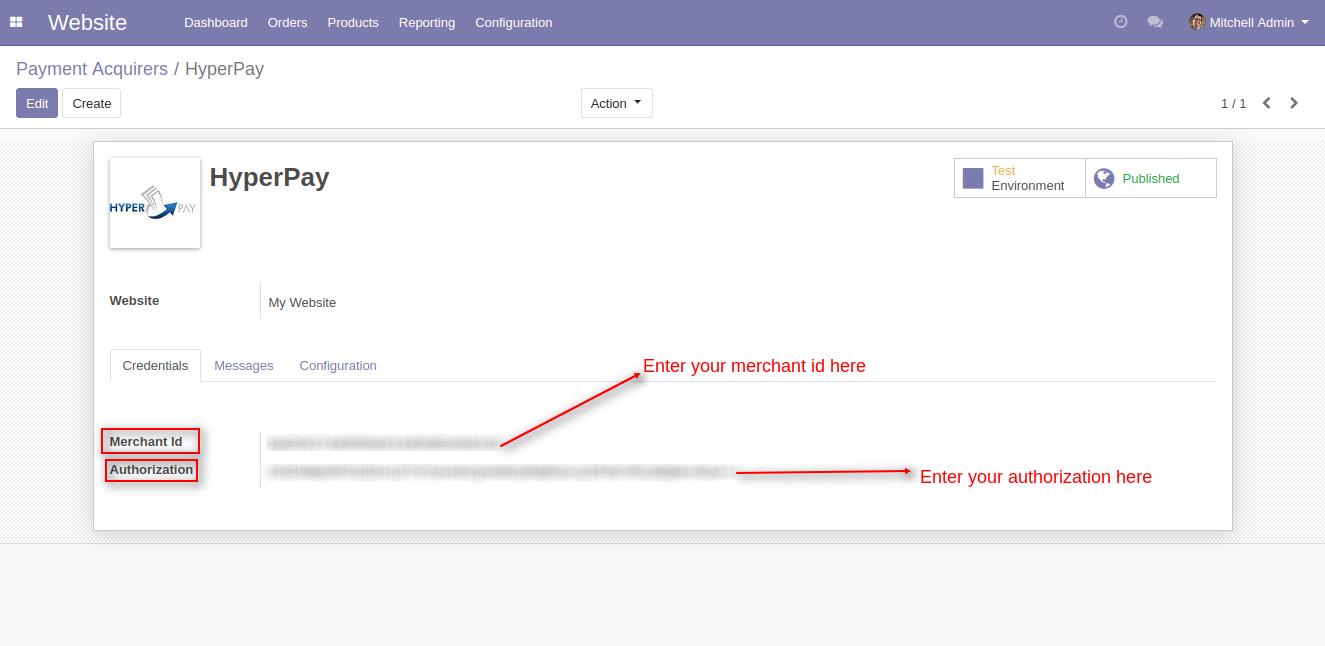 Website Dashboard Orders Products Reporting Configuration Mitchell Admin
Payment Acquirers / HyperPay
Edit Create Action 1 / 1
HyperPay
Test
Environment
Published
HYPER PAY
Website My Website
Credentials Messages Configuration
Enter your merchant id here
Merchant Id
Authorization
Enter your authorization here